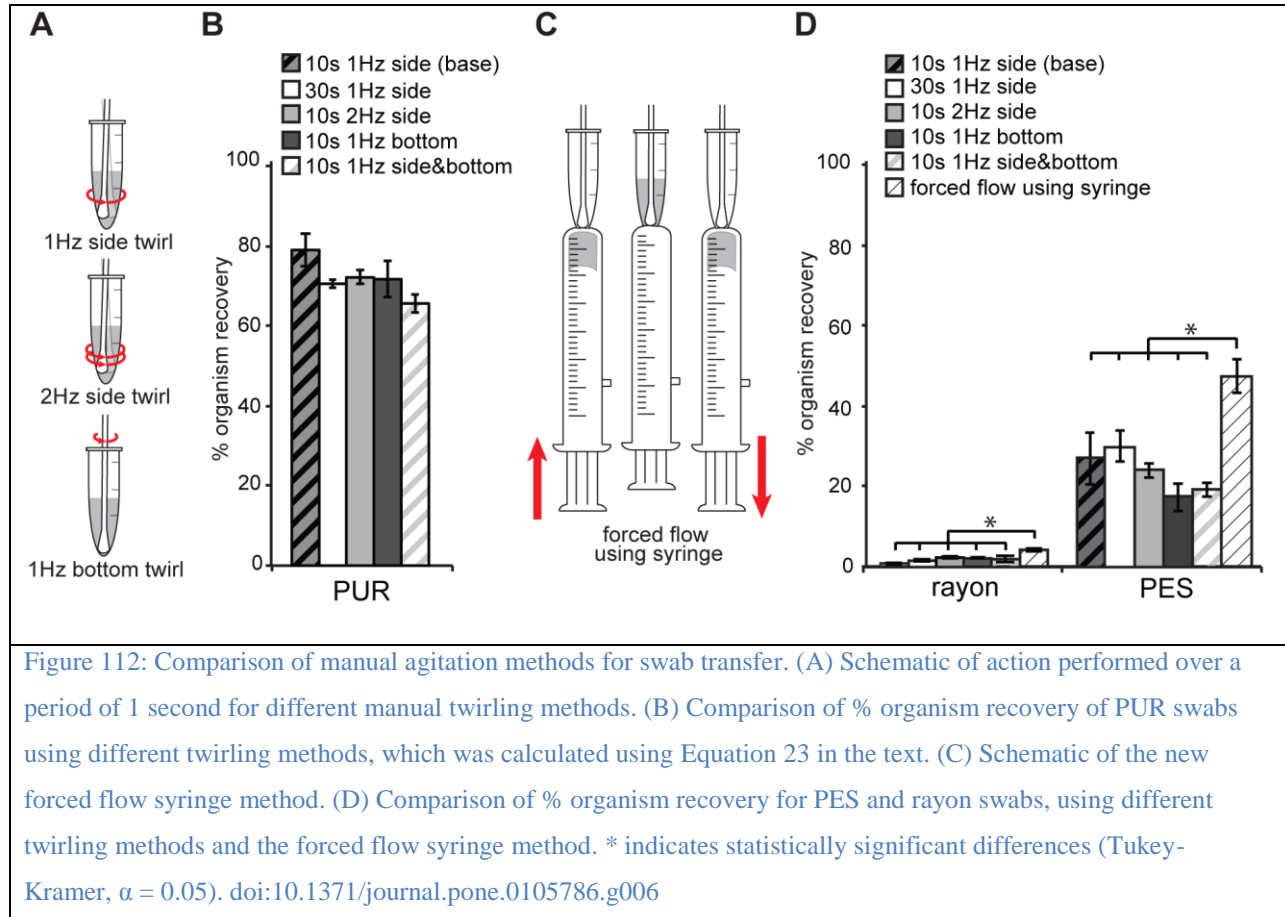 A
1Hz side twirl
2Hz side twirl
1Hz bottom twirl
B
10s 1Hz side (base)
30s 1Hz side
10s 2Hz side
10s 1Hz bottom
10s 1Hz side&bottom
% organism recovery
100
80
60
40
20
0
PUR
C
forced flow
using syringe
D
10s 1Hz side (base)
30s 1Hz side
10s 2Hz side
10s 1Hz bottom
10s 1Hz side&bottom
forced flow using syringe
% organism recovery
100
80
60
40
20
0
*
*
rayon
PES
Figure 112: Comparison of manual agitation methods for swab transfer. (A) Schematic of action performed over a
period of 1 second for different manual twirling methods. (B) Comparison of % organism recovery of PUR swabs
using different twirling methods, which was calculated using Equation 23 in the text. (C) Schematic of the new
forced flow syringe method. (D) Comparison of % organism recovery for PES and rayon swabs, using different
twirling methods and the forced flow syringe method. * indicates statistically significant differences (Tukey-
Kramer, α = 0.05). doi:10.1371/journal.pone.0105786.g006